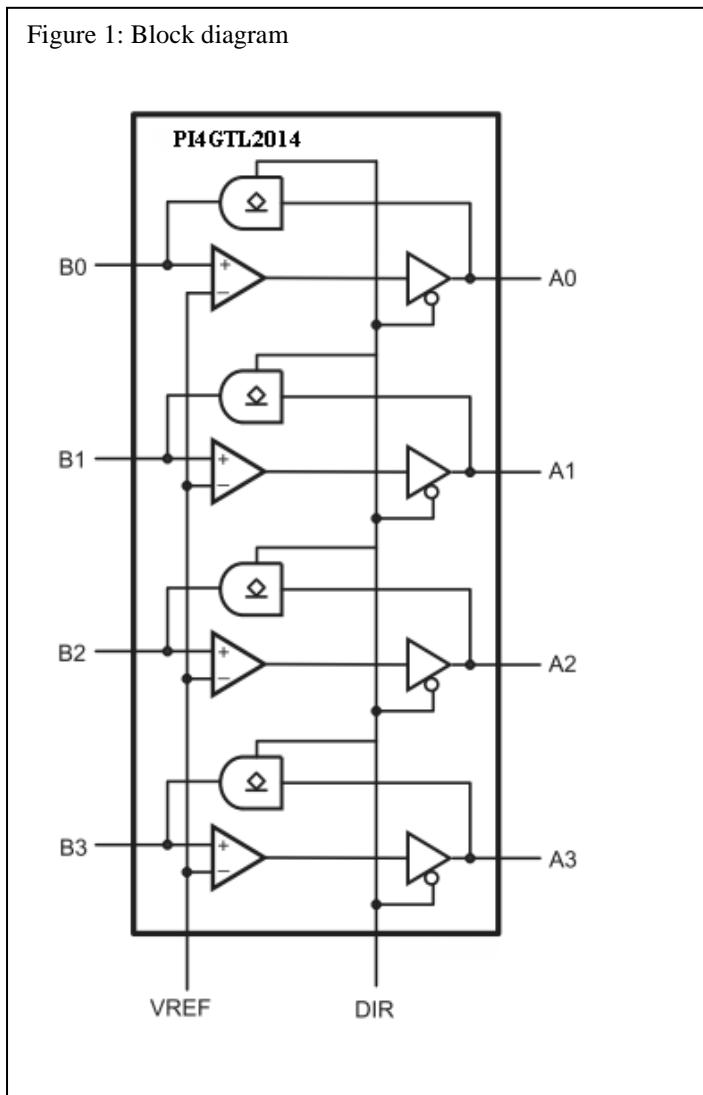 Figure 1: Block diagram
PI4GTL2014
B0
+
−
A0
B1
+
−
A1
B2
+
−
A2
B3
+
−
A3
VREF
DIR